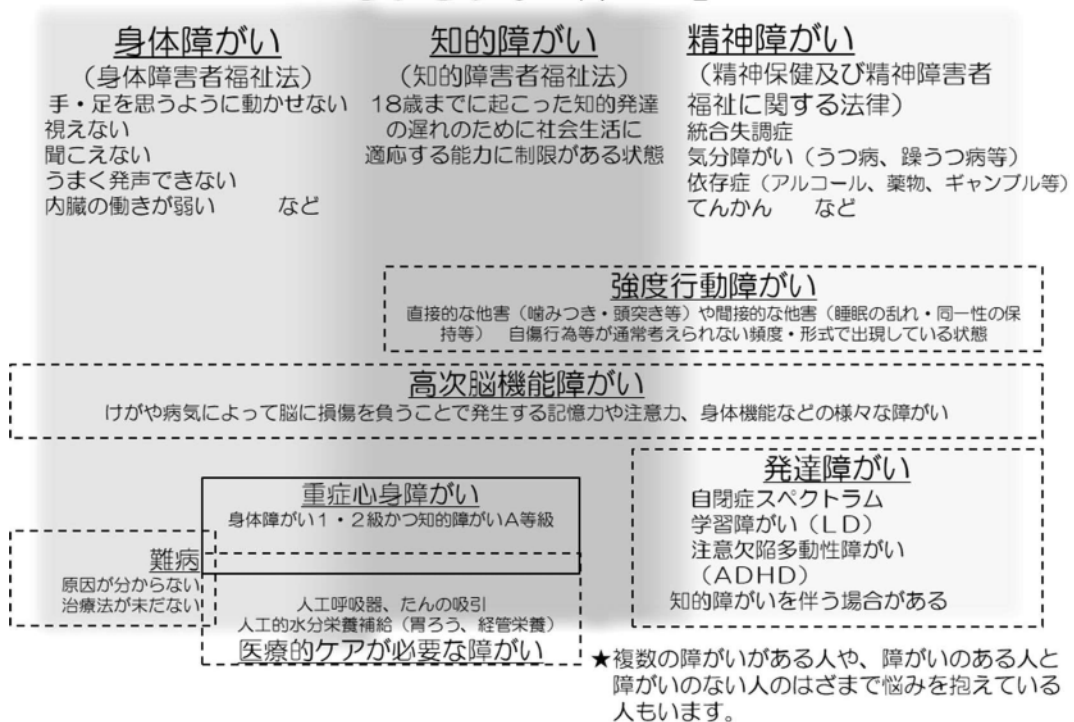 身体障がい
（身体障害者福祉法）
手・足を思うように動かせない
視えない
聞こえない
うまく発声できない
内臓の働きが弱い　　など
知的障がい
（知的障害者福祉法）
18歳までに起こった知的発達
の遅れのために社会生活に
適応する能力に制限がある状態
精神障がい
（精神保健及び精神障害者
福祉に関する法律）
統合失調症
気分障がい（うつ病、躁うつ病等）
依存症（アルコール、薬物、ギャンブル等）
てんかん　　など
強度行動障がい
直接的な他害（噛みつき・頭突き等）や間接的な他害（睡眠の乱れ・同一性の保
持等）　自傷行為等が通常考えられない頻度・形式で出現している状態
高次脳機能障がい
けがや病気によって脳に損傷を負うことで発生する記憶力や注意力、身体機能などの様々な障がい
重症心身障がい
身体障がい１・２級かつ知的障がいA等級
難病
原因が分からない
治療法が未だない
人工呼吸器、たんの吸引
人工的水分栄養補給（胃ろう、経管栄養）
医療的ケアが必要な障がい
発達障がい
自閉症スペクトラム
学習障がい（ＬＤ）
注意欠陥多動性障がい
（ＡＤＨＤ）
知的障がいを伴う場合がある
★複数の障がいがある人や、障がいのある人と
障がいのない人のはざまで悩みを抱えている
人もいます。